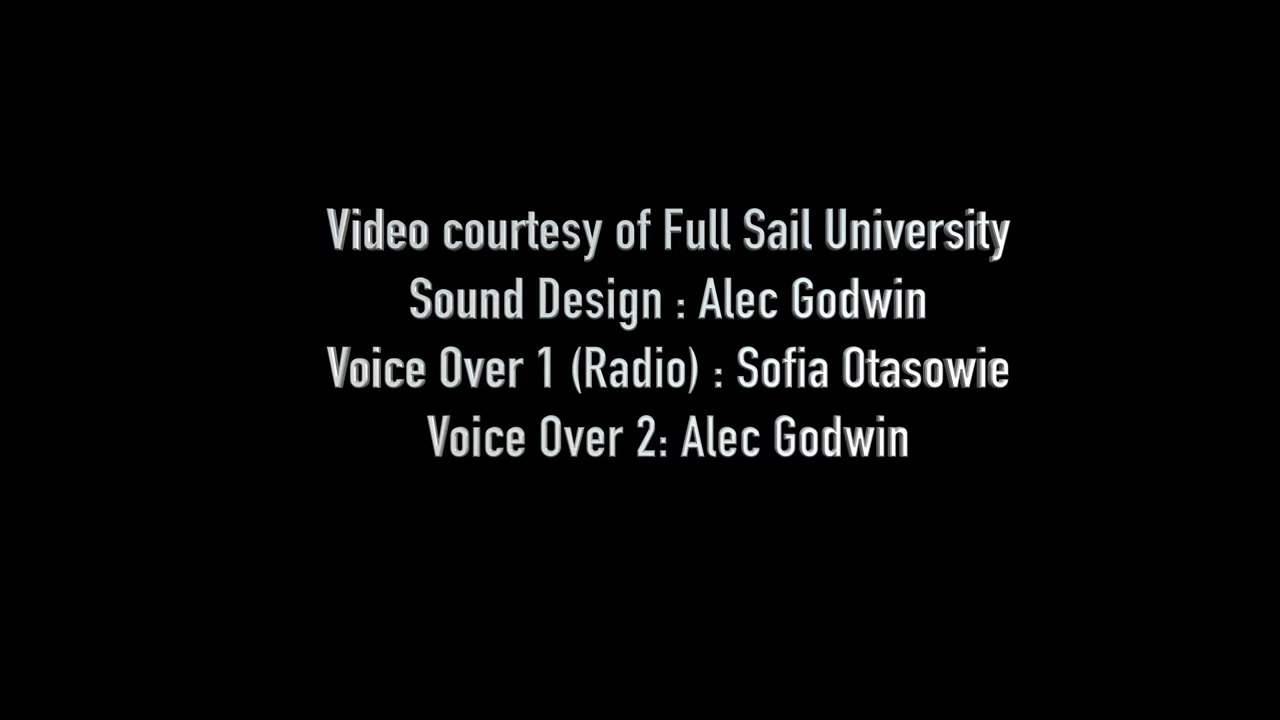 Video courtesy of Full Sail University
Sound Design : Alec Godwin
Voice Over 1 (Radio) : Sofia Otasowie
Voice Over 2: Alec Godwin